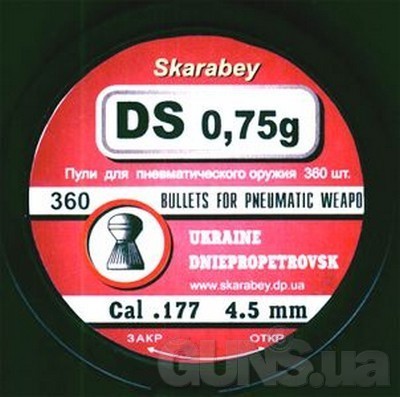 Skarabey
DS 0,75g
Пули для пневматического оружия 360 шт.
360 BULLETS FOR PNEUMATIC WEAPO
UKRAINE
DNIEPROPETROVSK
www.skarabey.dp.ua
Cal .177 4.5 mm
ЗАКР ОТКР
GUNS.ua